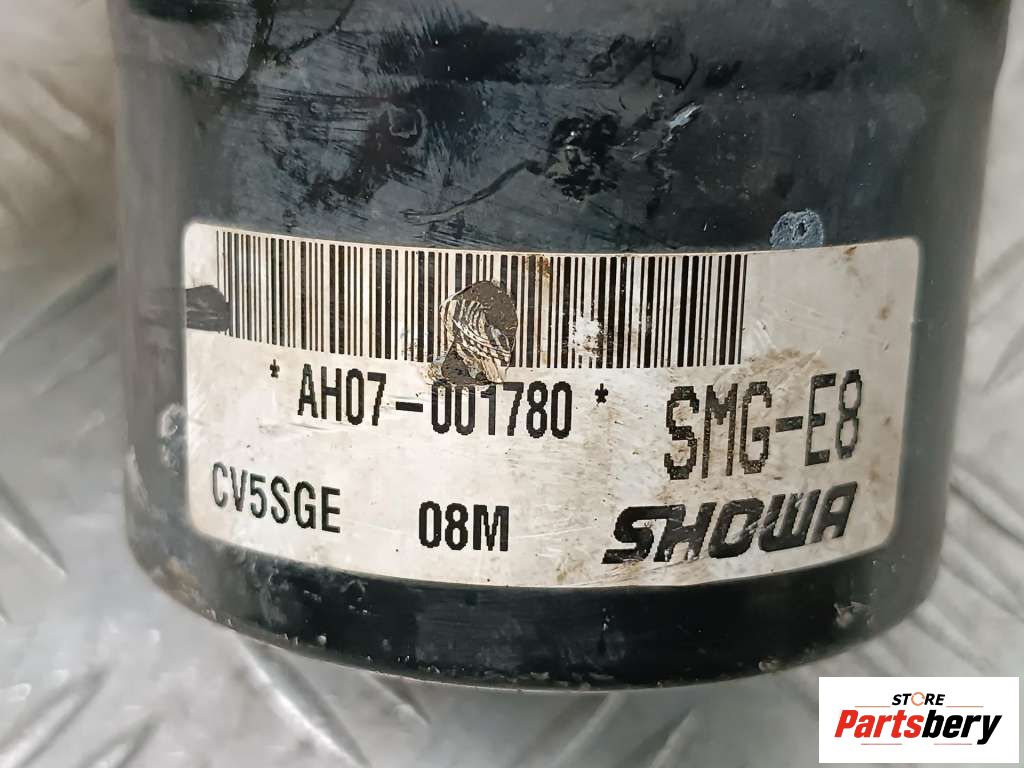 * AH07-001780 *
SMG-E8
CV5SGE 08M
SHOWA
STORE
Partsbery